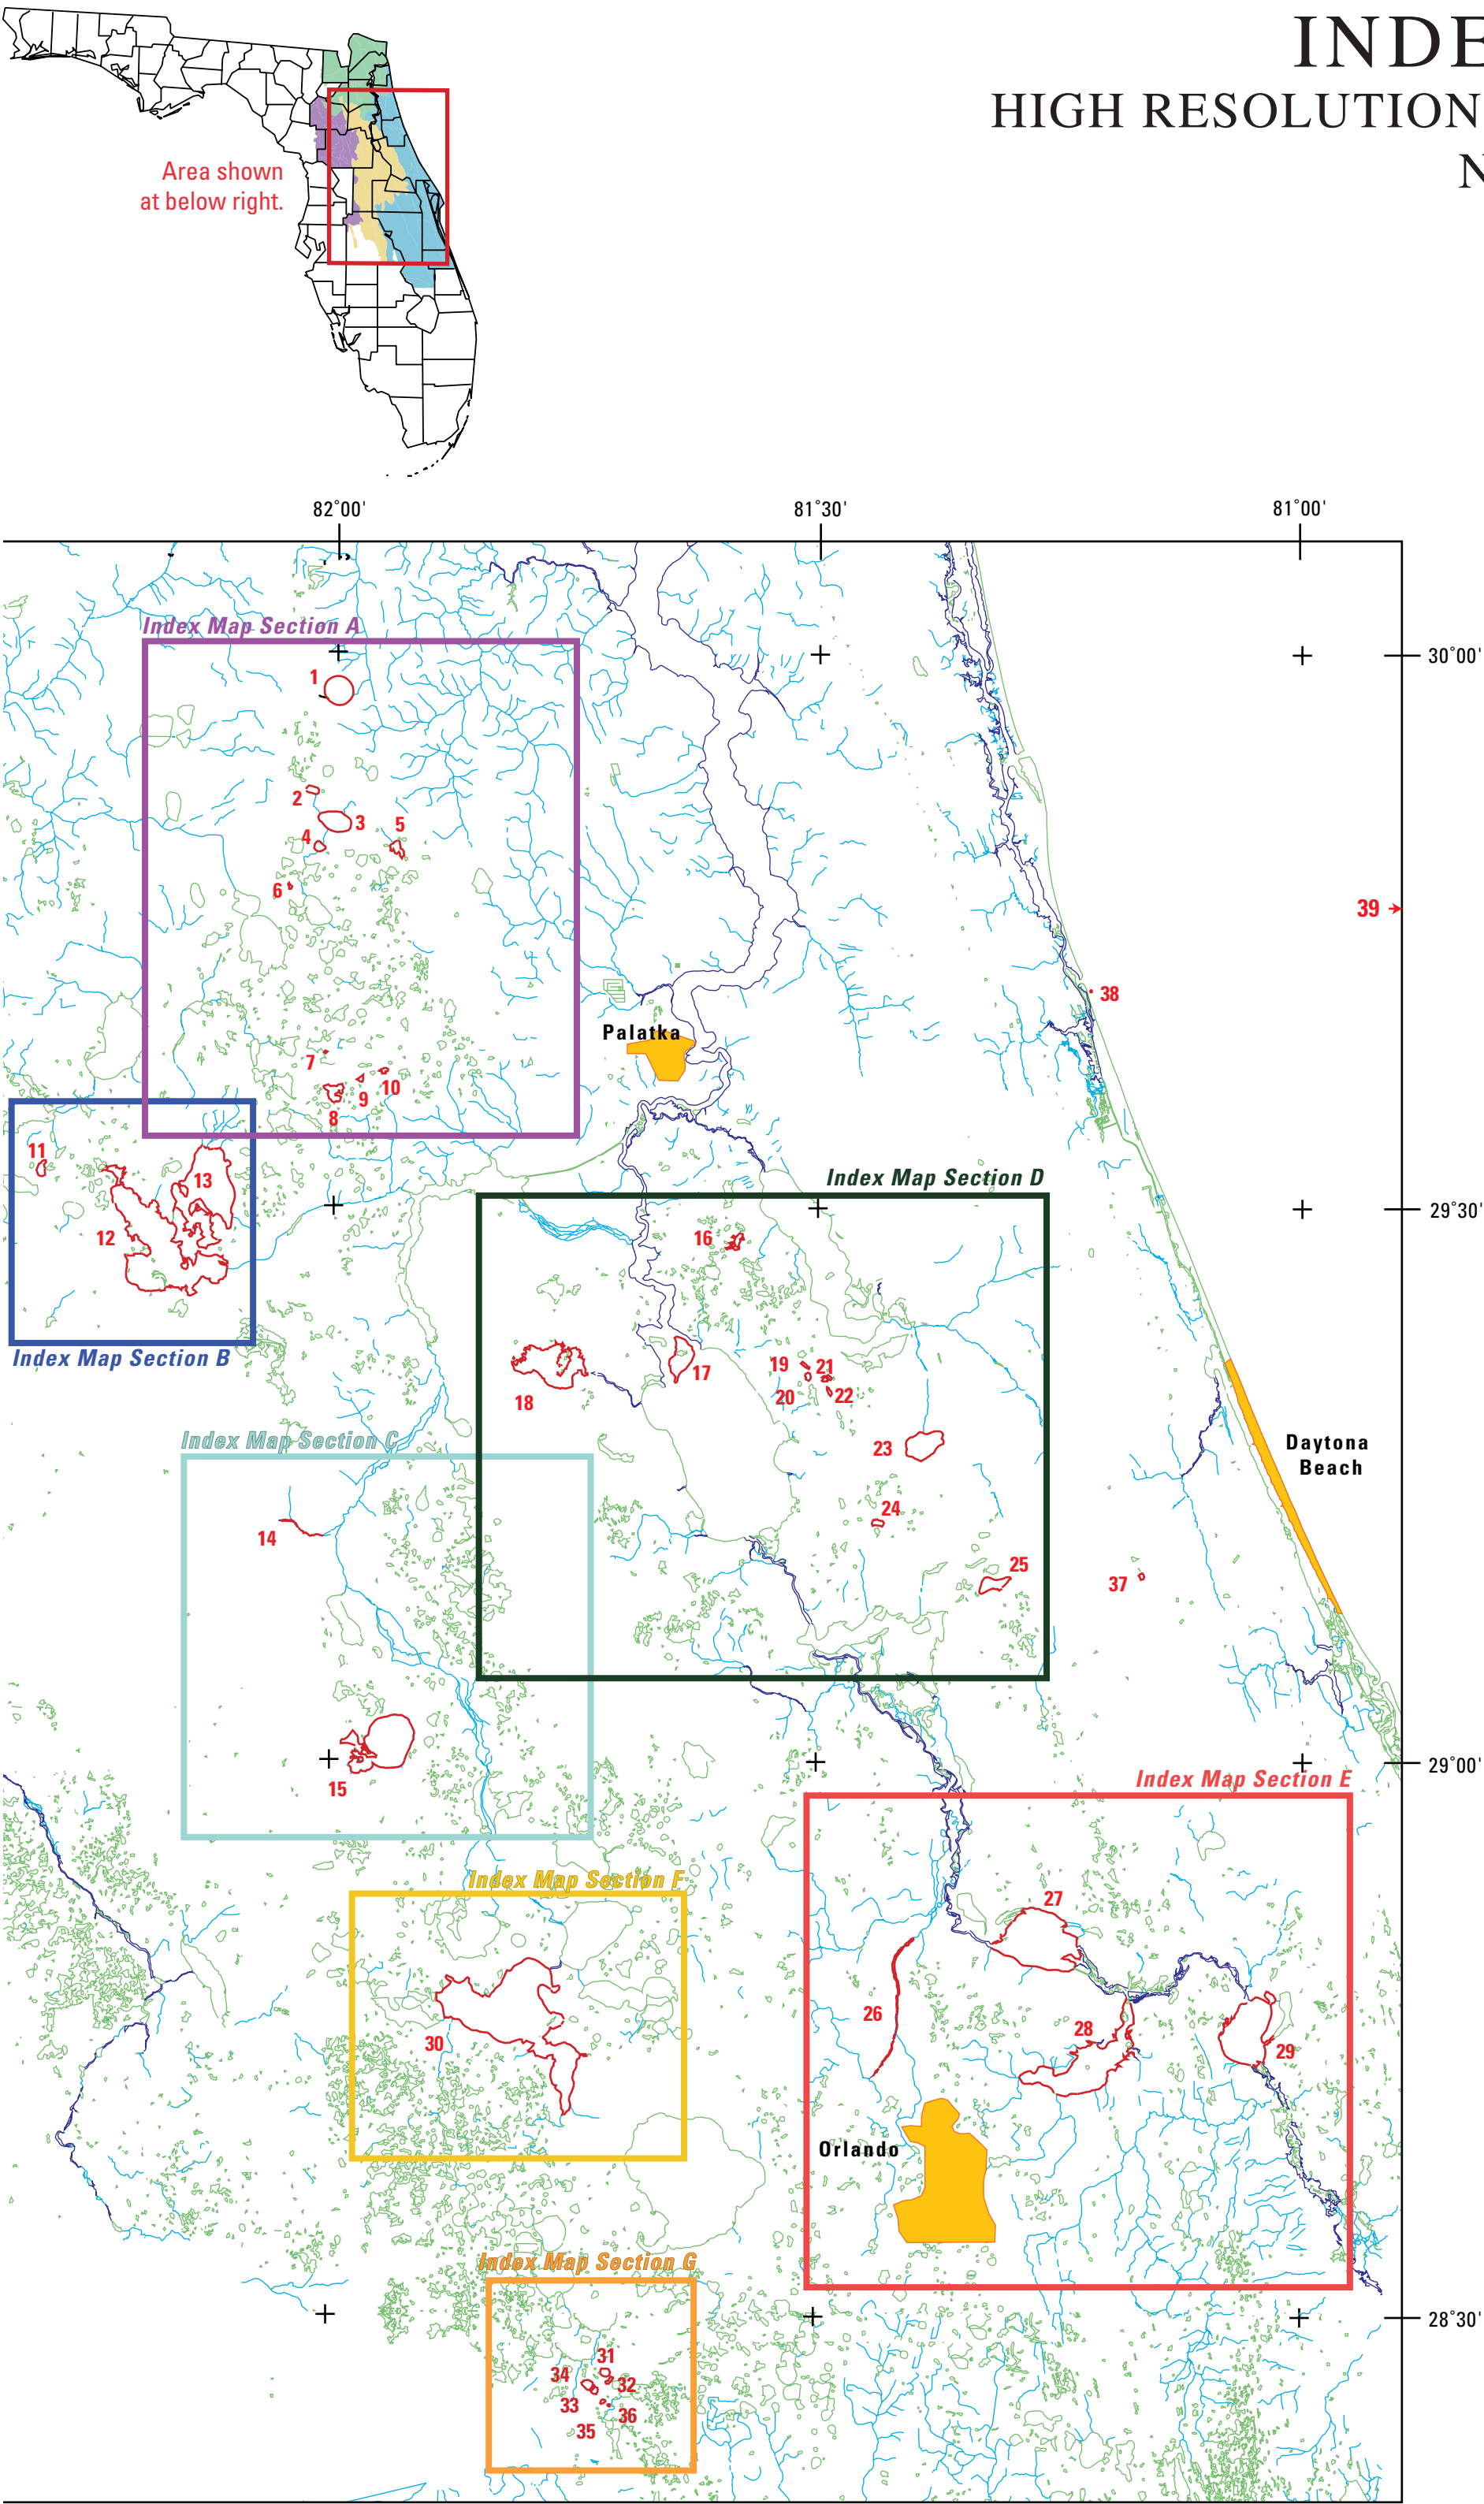 INDE
HIGH RESOLUTION
N
Area shown
at below right.
82°00'
81°30'
81°00'
Index Map Section A
1
30°00'
2
3
4
5
6
39
38
Palatka
7
8
9
10
11
12
13
Index Map Section B
Index Map Section D
29°30'
16
17
18
19
20
21
22
23
24
25
Daytona
Beach
37
Index Map Section C
14
15
29°00'
Index Map Section E
26
27
28
29
Orlando
Index Map Section F
30
Index Map Section G
28°30'
31
34
32
33
36
35